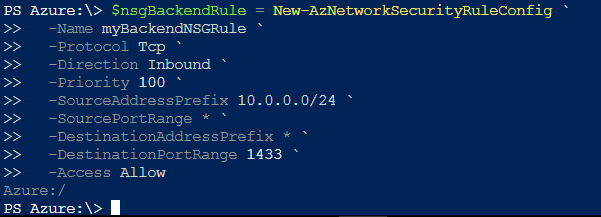 PS Azure:\> $nsgBackendRule = New-AzNetworkSecurityRuleConfig `
>>   -Name myBackendNSGRule `
>>   -Protocol Tcp `
>>   -Direction Inbound `
>>   -Priority 100 `
>>   -SourceAddressPrefix 10.0.0.0/24 `
>>   -SourcePortRange * `
>>   -DestinationAddressPrefix * `
>>   -DestinationPortRange 1433 `
>>   -Access Allow
Azure:/
PS Azure:\>